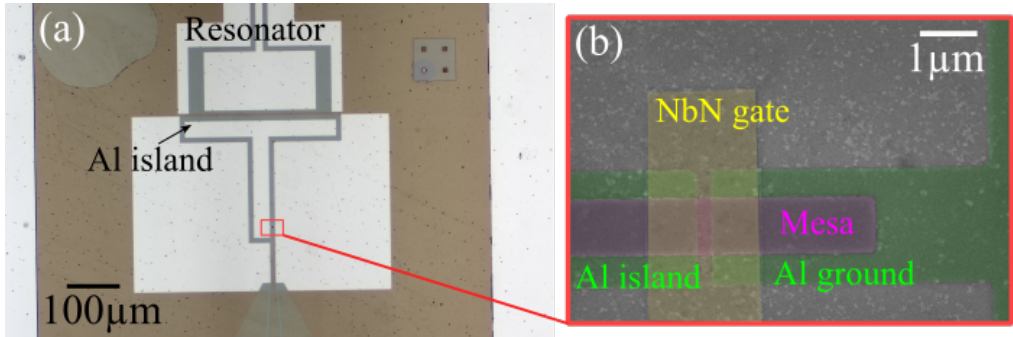 (a)
Resonator
Al island
100µm
(b)
1µm
NbN gate
Mesa
Al island
Al ground